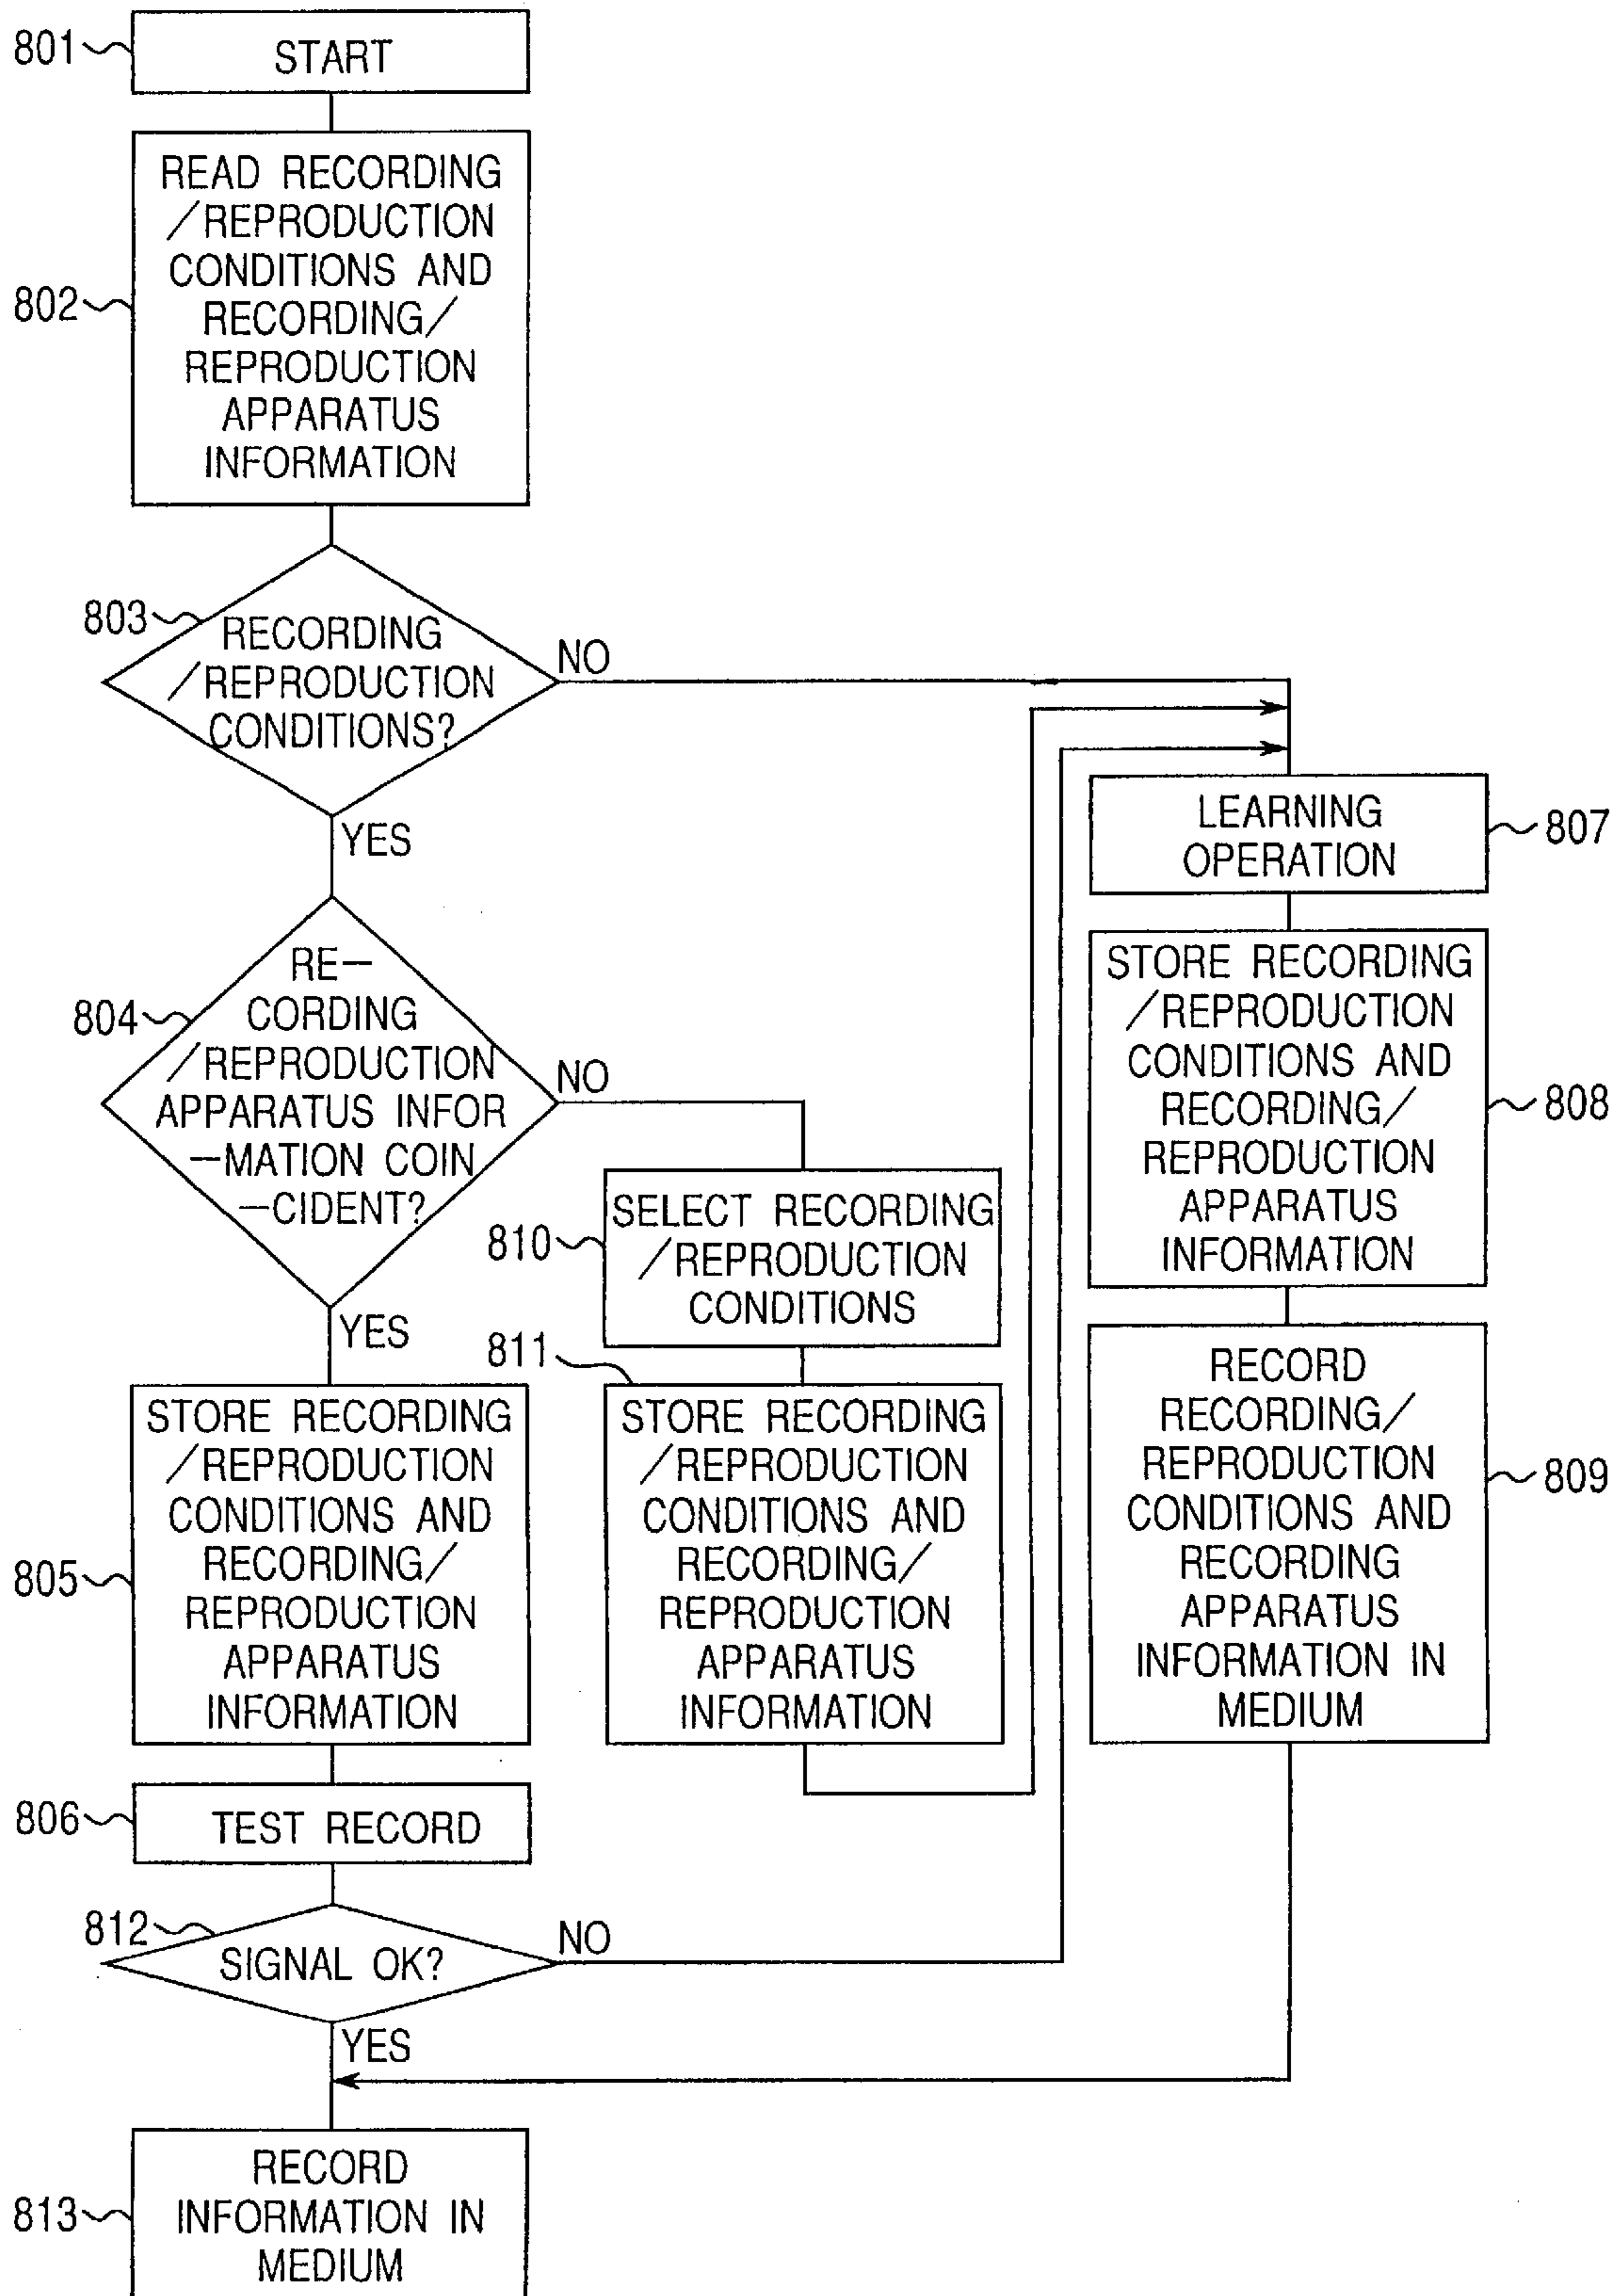 801
START
802
READ RECORDING
/REPRODUCTION
CONDITIONS AND
RECORDING/
REPRODUCTION
APPARATUS
INFORMATION
803
RECORDING
/REPRODUCTION
CONDITIONS?
NO
YES
804
RE-
CORDING
/REPRODUCTION
APPARATUS INFOR
-MATION COIN
-CIDENT?
NO
YES
805
STORE RECORDING
/REPRODUCTION
CONDITIONS AND
RECORDING/
REPRODUCTION
APPARATUS
INFORMATION
806
TEST RECORD
812
SIGNAL OK?
NO
YES
813
RECORD
INFORMATION IN
MEDIUM
810
SELECT RECORDING
/REPRODUCTION
CONDITIONS
811
STORE RECORDING
/REPRODUCTION
CONDITIONS AND
RECORDING/
REPRODUCTION
APPARATUS
INFORMATION
LEARNING
OPERATION
807
STORE RECORDING
/REPRODUCTION
CONDITIONS AND
RECORDING/
REPRODUCTION
APPARATUS
INFORMATION
808
RECORD
RECORDING/
REPRODUCTION
CONDITIONS AND
RECORDING
APPARATUS
INFORMATION IN
MEDIUM
809